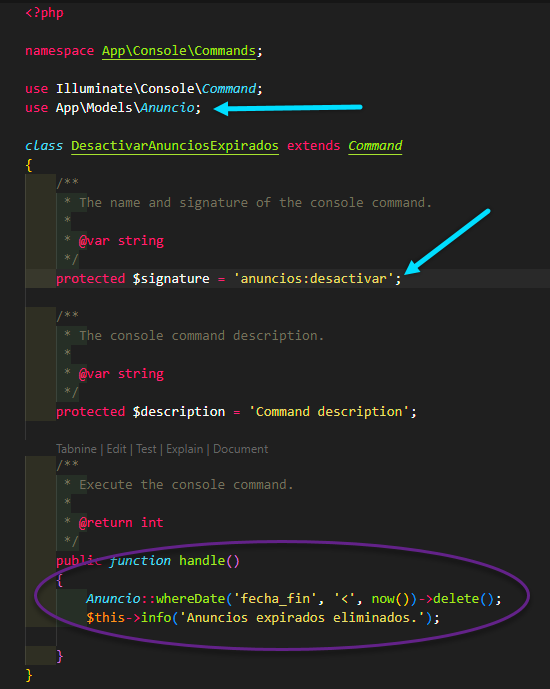 <?php
namespace App\Console\Commands;
use Illuminate\Console\Command;
use App\Models\Anuncio;
class DesactivarAnunciosExpirados extends Command
{
/**
* The name and signature of the console command.
*
* @var string
*/
protected $signature = 'anuncios:desactivar';
/**
* The console command description.
*
* @var string
*/
protected $description = 'Command description';
Tabnine | Edit | Test | Explain | Document
/**
* Execute the console command.
*
* @return int
*/
public function handle()
{
Anuncio::whereDate('fecha_fin', '<', now())->delete();
$this->info('Anuncios expirados eliminados.');
}
}